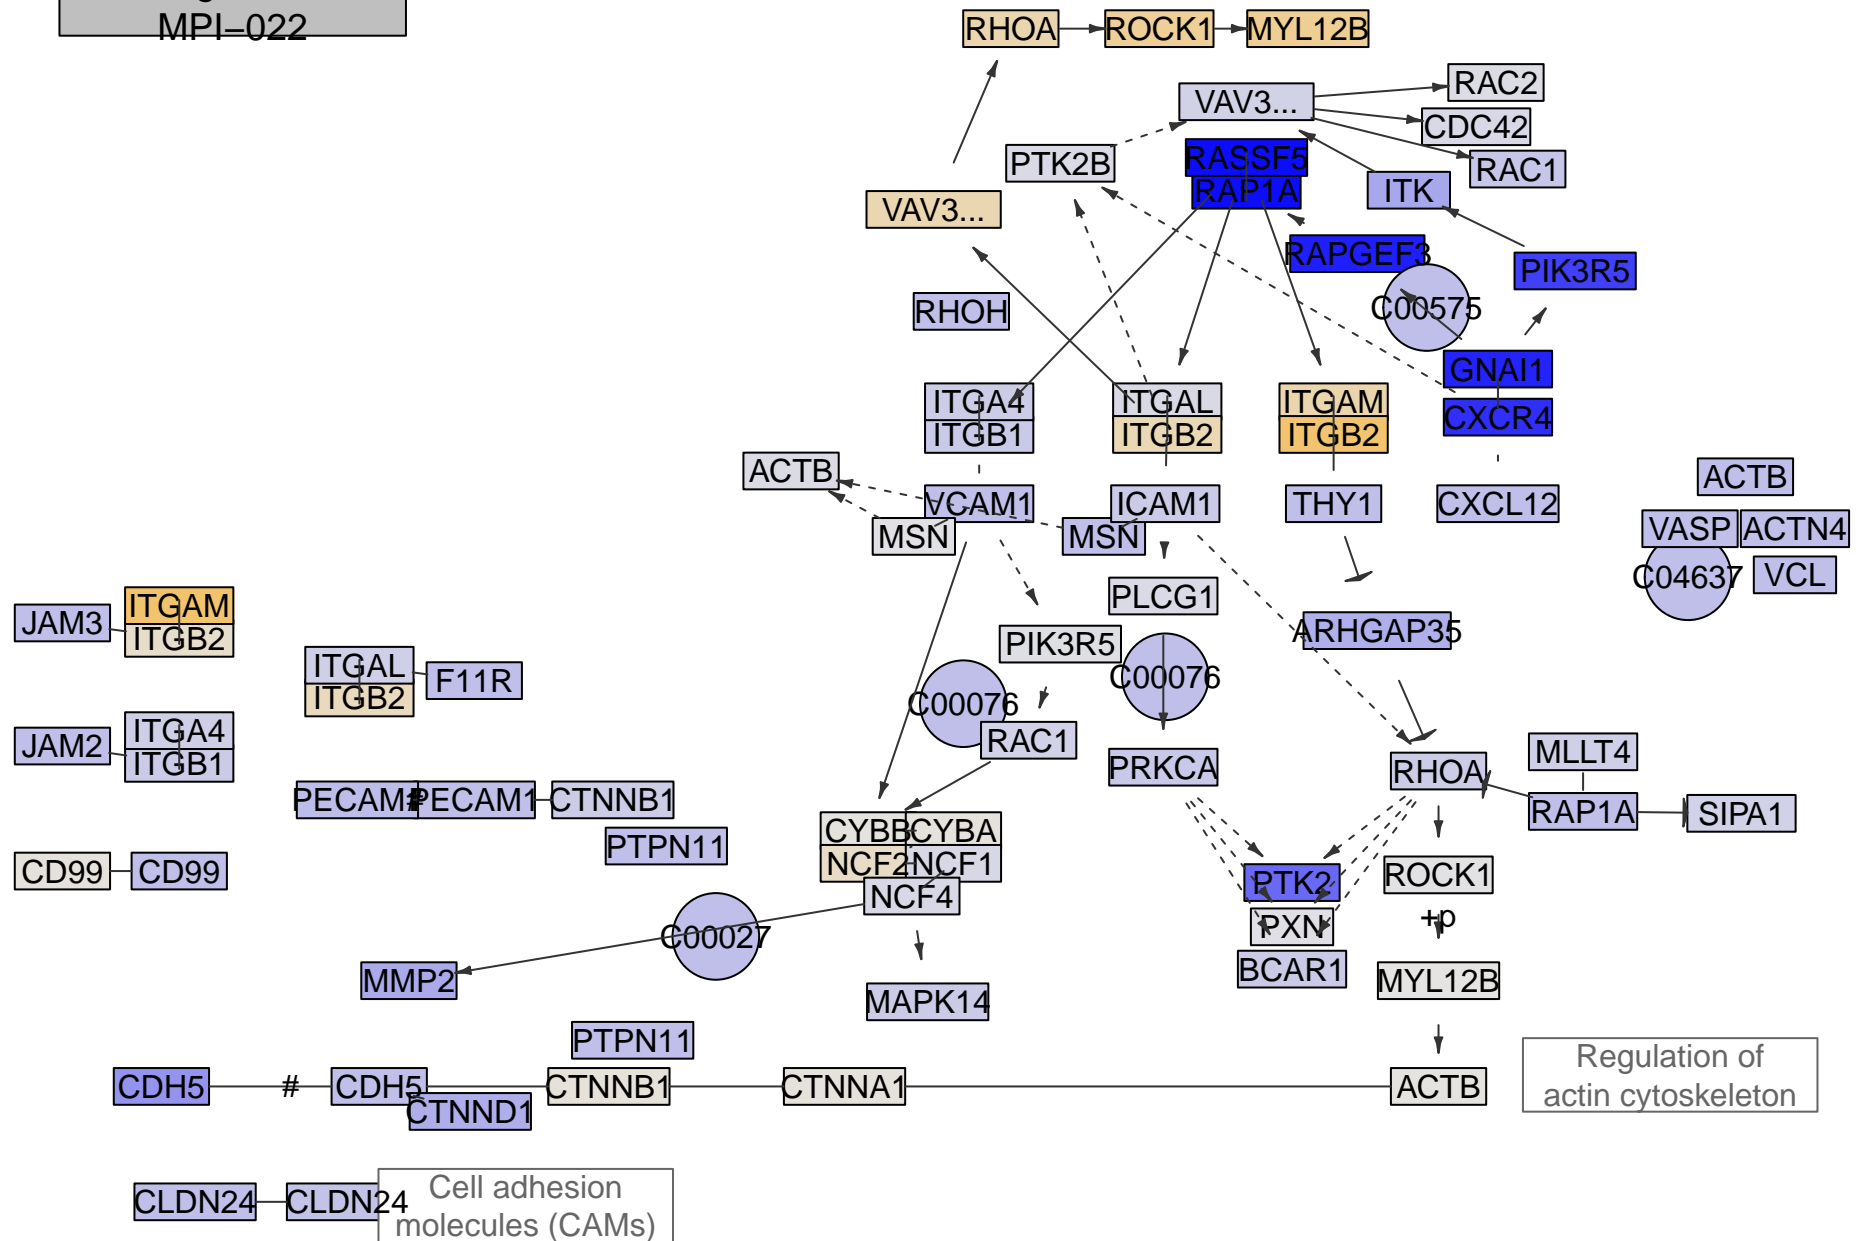 MPI−022
RHOA
ROCK1
MYL12B
RAC2
VAV3...
CDC42
PTK2B
RASSF5
RAC1
RAP1A
ITK
VAV3...
RAPGEF3
PIK3R5
RHOH
C00575
GNAI1
ITGA4
ITGAL
ITGAM
CXCR4
ITGB1
ITGB2
ITGB2
ACTB
ACTB
VCAM1
ICAM1
THY1
CXCL12
MSN
MSN
VASP
ACTN4
C04637
VCL
PLCG1
ITGAM
JAM3
ITGB2
ARHGAP35
PIK3R5
ITGAL
F11R
C00076
ITGB2
C00076
ITGA4
JAM2
RAC1
MLLT4
ITGB1
PRKCA
RHOA
PECAM1
#
PECAM1
CTNNB1
RAP1A
SIPA1
CYBB
CYBA
PTPN11
NCF2
NCF1
CD99
CD99
PTK2
ROCK1
NCF4
+p
PXN
C00027
BCAR1
MMP2
MYL12B
MAPK14
PTPN11
Regulation of
actin cytoskeleton
CDH5
#
CDH5
CTNNB1
CTNNA1
ACTB
CTNND1
CLDN24
CLDN24
Cell adhesion
molecules (CAMs)